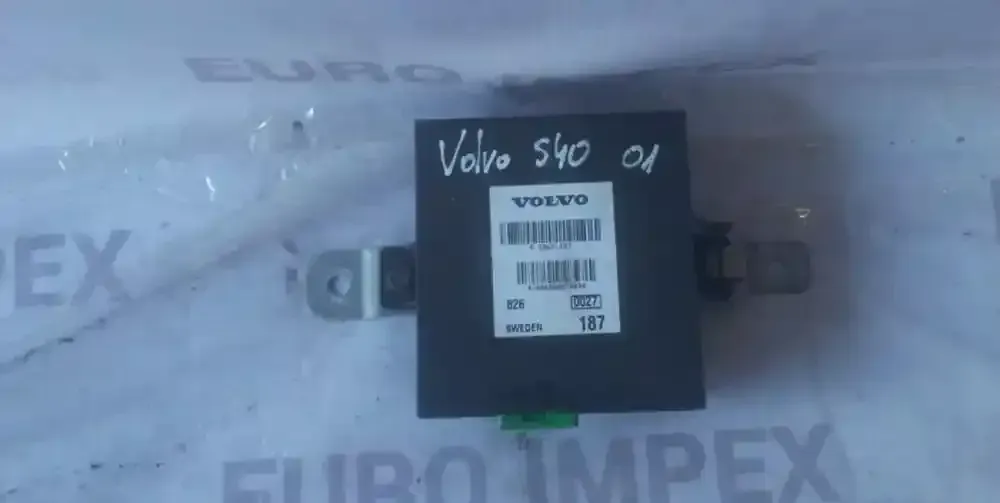 EURO IMPEX
Volvo S40 01
VOLVO
826 0027
SWEDEN 187
PEX
EURO IMPEX